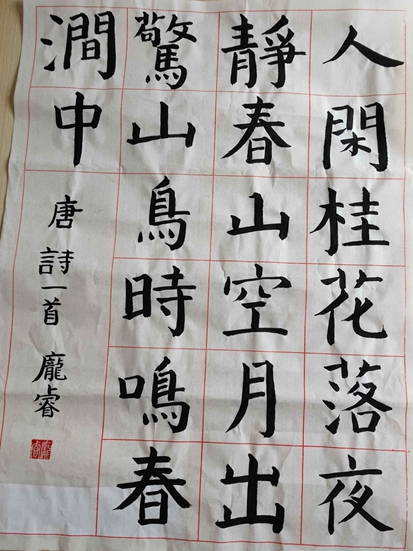 人閑桂花落夜
靜春山空月出
驚山鳥時鳴春
澗中
唐詩一首 龐睿